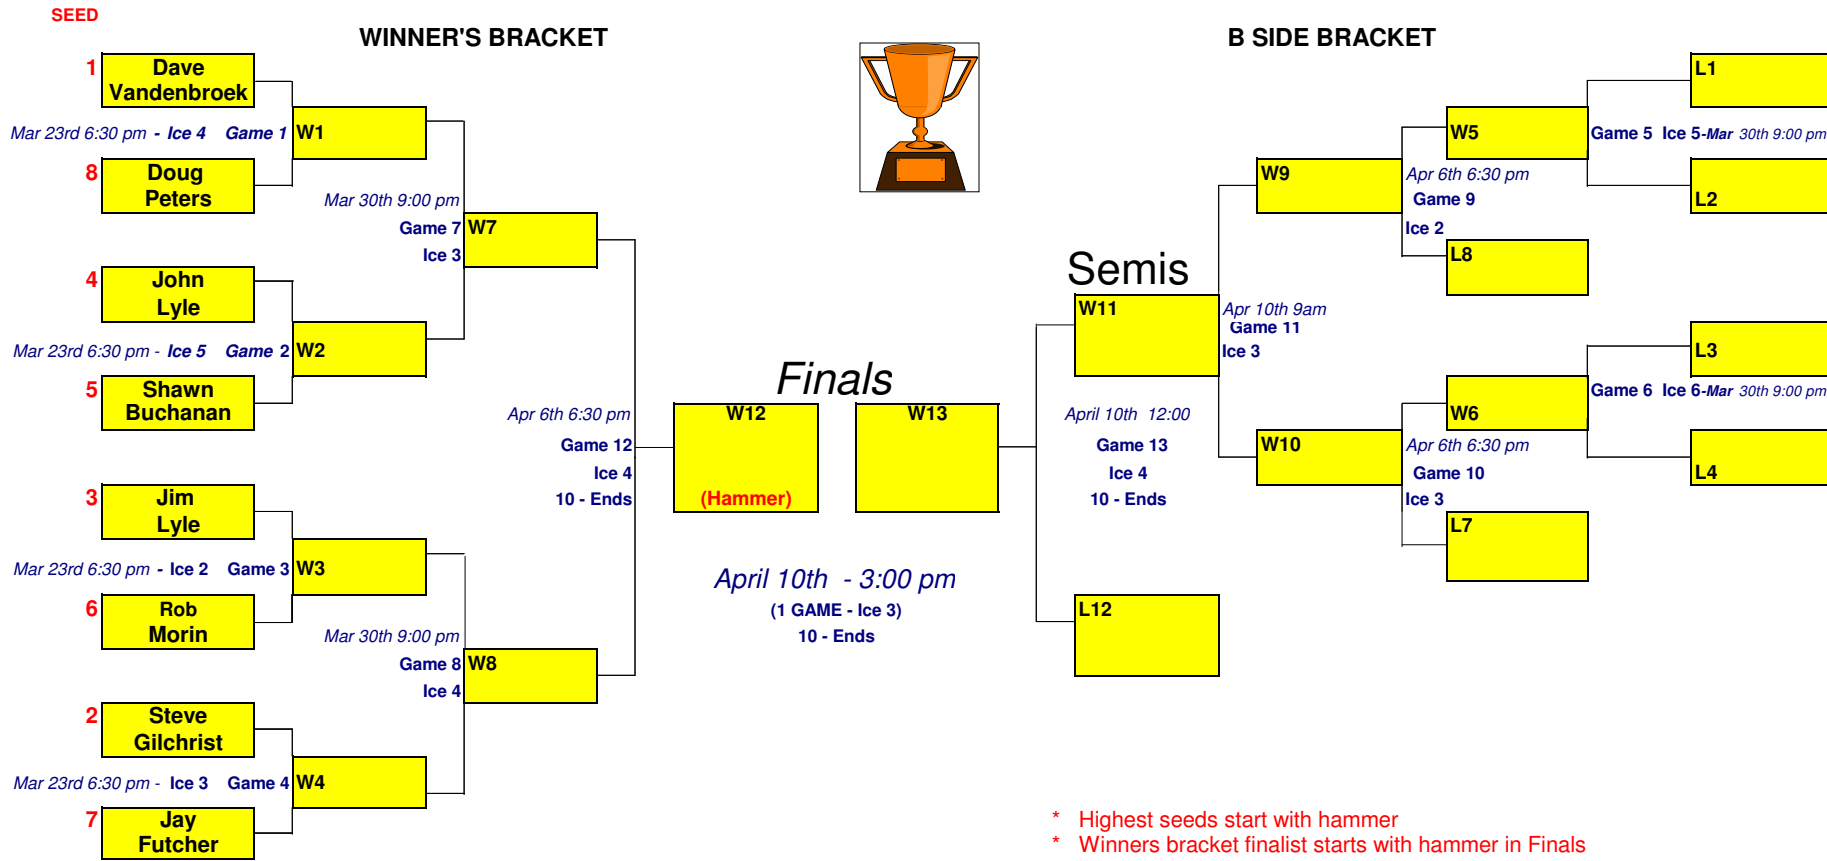 SEED
WINNER'S BRACKET
B SIDE BRACKET
1
Dave
Vandenbroek
Mar 23rd 6:30 pm - Ice 4 Game 1
W1
8
Doug
Peters
Mar 30th 9:00 pm
Game 7
Ice 3
W7
4
John
Lyle
Mar 23rd 6:30 pm - Ice 5 Game 2
W2
5
Shawn
Buchanan
Apr 6th 6:30 pm
Game 12
Ice 4
10 - Ends
3
Jim
Lyle
Mar 23rd 6:30 pm - Ice 2 Game 3
W3
6
Rob
Morin
Mar 30th 9:00 pm
Game 8
Ice 4
W8
2
Steve
Gilchrist
Mar 23rd 6:30 pm - Ice 3 Game 4
W4
7
Jay
Futcher
Finals
W12
(Hammer)
W13
April 10th - 3:00 pm
(1 GAME - Ice 3)
10 - Ends
Semis
W11
Apr 10th 9am
Game 11
Ice 3
April 10th 12:00
Game 13
Ice 4
10 - Ends
L12
W9
Apr 6th 6:30 pm
Game 9
Ice 2
W5
L8
L1
Game 5 Ice 5-Mar 30th 9:00 pm
L2
W10
Apr 6th 6:30 pm
Game 10
Ice 3
W6
L7
L3
Game 6 Ice 6-Mar 30th 9:00 pm
L4
* Highest seeds start with hammer
* Winners bracket finalist starts with hammer in Finals